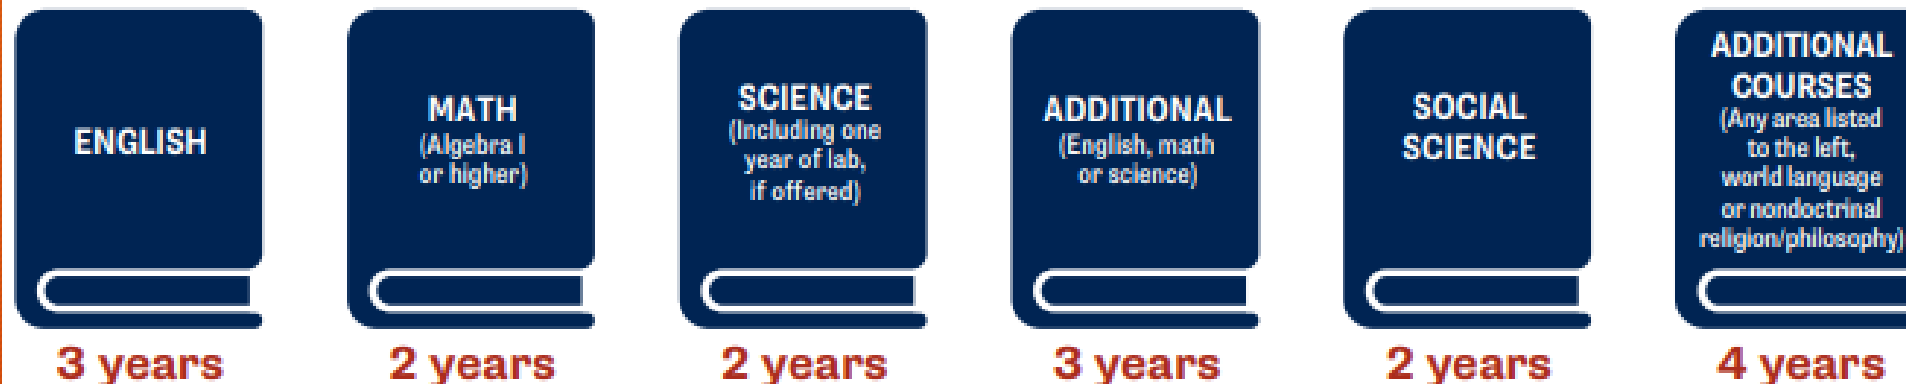 ENGLISH
3 years
MATH
(Algebra I
or higher)
2 years
SCIENCE
(Including one
year of lab,
if offered)
2 years
ADDITIONAL
(English, math
or science)
3 years
SOCIAL
SCIENCE
2 years
ADDITIONAL
COURSES
(Any area listed
to the left,
world language
or nondoctrinal
religion/philosophy)
4 years